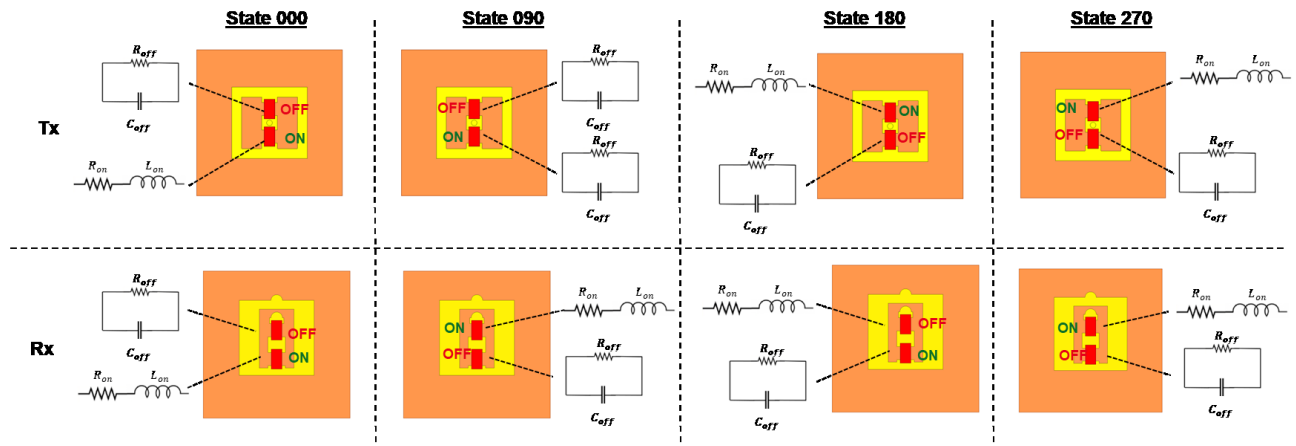 State 000
State 090
State 180
State 270
Tx
R_off
C_off
R_on L_on
OFF
ON
OFF
ON
R_off
C_off
R_off
C_off
R_on L_on
R_off
C_off
ON
OFF
ON
OFF
R_on L_on
R_off
C_off
Rx
R_off
C_off
R_on L_on
OFF
ON
ON
OFF
R_on L_on
R_off
C_off
R_on L_on
R_off
C_off
OFF
ON
ON
OFF
R_on L_on
R_off
C_off